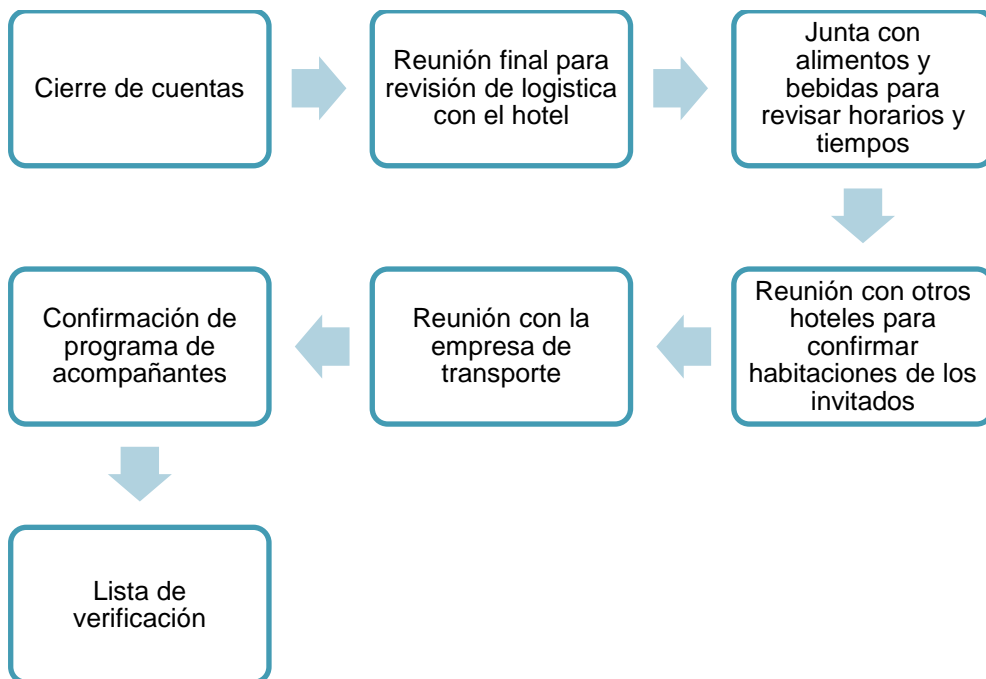 Cierre de cuentas
Reunión final para
revisión de logistica
con el hotel
Junta con
alimentos y
bebidas para
revisar horarios y
tiempos
Reunión con otros
hoteles para
confirmar
habitaciones de los
invitados
Reunión con la
empresa de
transporte
Confirmación de
programa de
acompañantes
Lista de
verificación